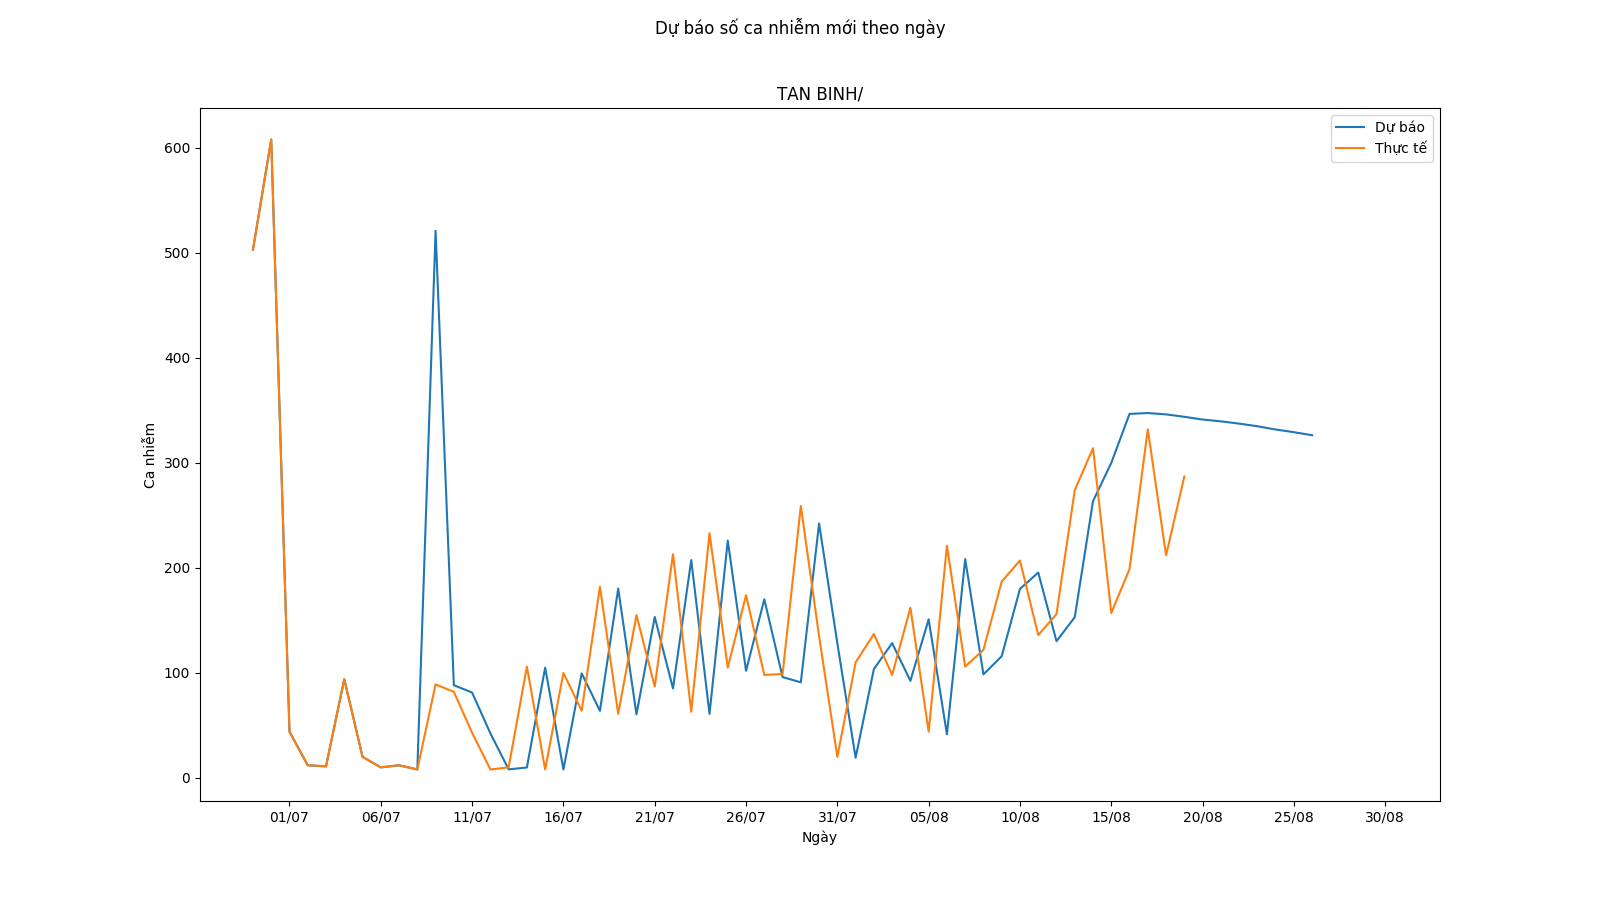 Dự báo số ca nhiễm mới theo ngày
TAN BINH/
Dự báo
Thực tế
600
500
400
300
200
100
0
Ca nhiễm
01/07 06/07 11/07 16/07 21/07 26/07 31/07 05/08 10/08 15/08 20/08 25/08 30/08
Ngày